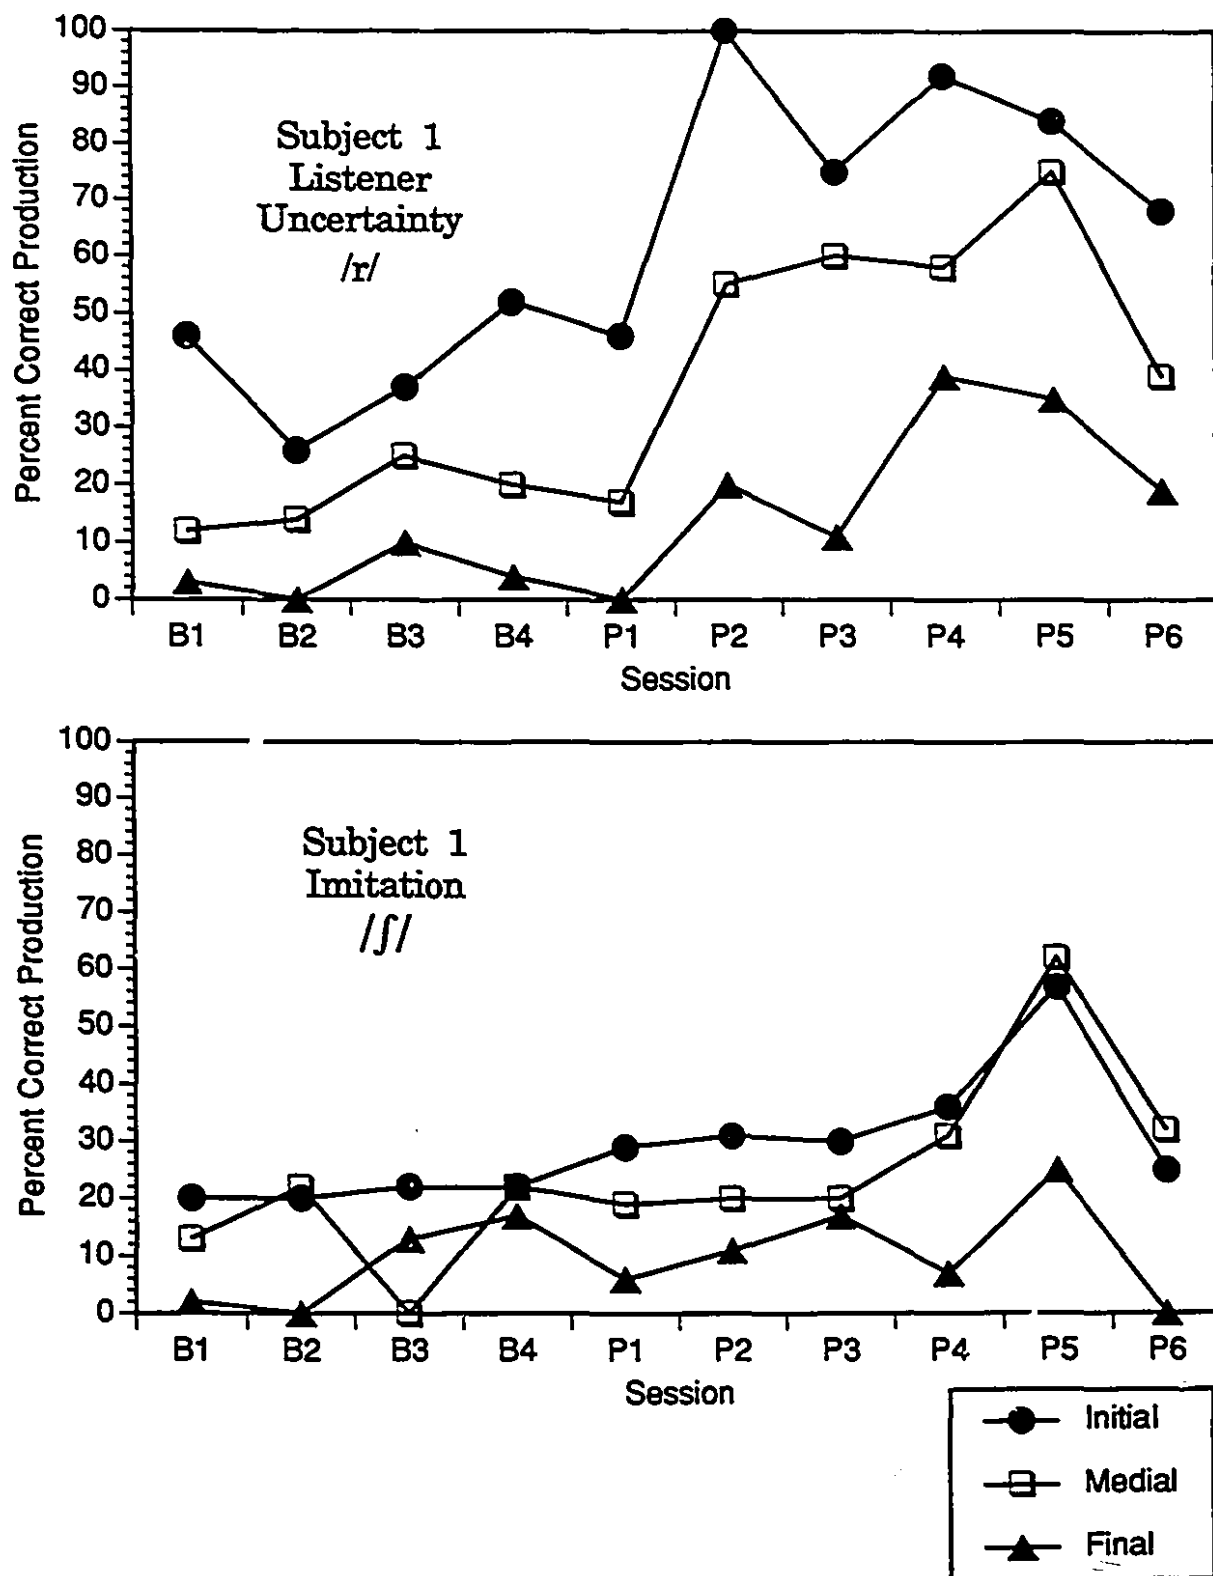 Percent Correct Production
100
90
80
70
60
50
40
30
20
10
0
Subject 1
Listener
Uncertainty
/r/
B1 B2 B3 B4 P1 P2 P3 P4 P5 P6
Session
Percent Correct Production
100
90
80
70
60
50
40
30
20
10
0
Subject 1
Imitation
/ʃ/
B1 B2 B3 B4 P1 P2 P3 P4 P5 P6
Session
Initial
Medial
Final